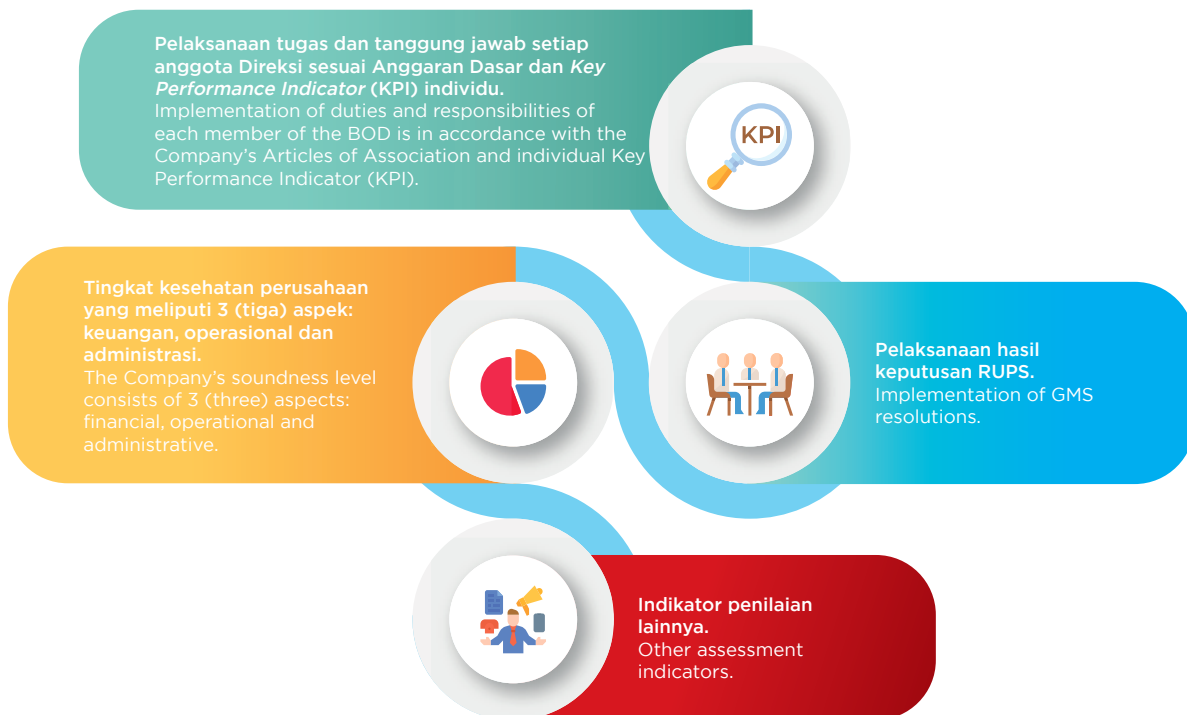 Pelaksanaan tugas dan tanggung jawab setiap
anggota Direksi sesuai Anggaran Dasar dan Key
Performance Indicator (KPI) individu.
Implementation of duties and responsibilities of
each member of the BOD is in accordance with the
Company's Articles of Association and individual Key
Performance Indicator (KPI).
KPI
Tingkat kesehatan perusahaan
yang meliputi 3 (tiga) aspek:
keuangan, operasional dan
administrasi.
The Company's soundness level
consists of 3 (three) aspects:
financial, operational and
administrative.
Pelaksanaan hasil
keputusan RUPS.
Implementation of GMS
resolutions.
Indikator penilaian
lainnya.
Other assessment
indicators.